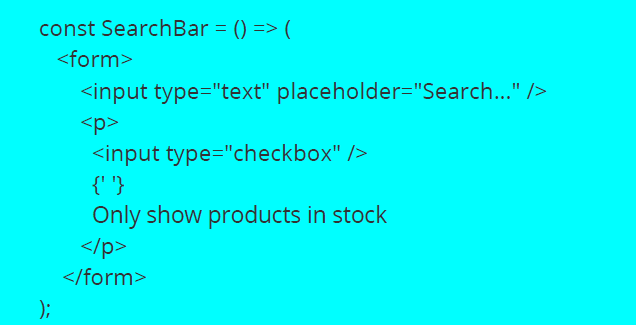 const SearchBar = () => (
<form>
<input type="text" placeholder="Search..." />
<p>
<input type="checkbox" />
{' '}
Only show products in stock
</p>
</form>
);